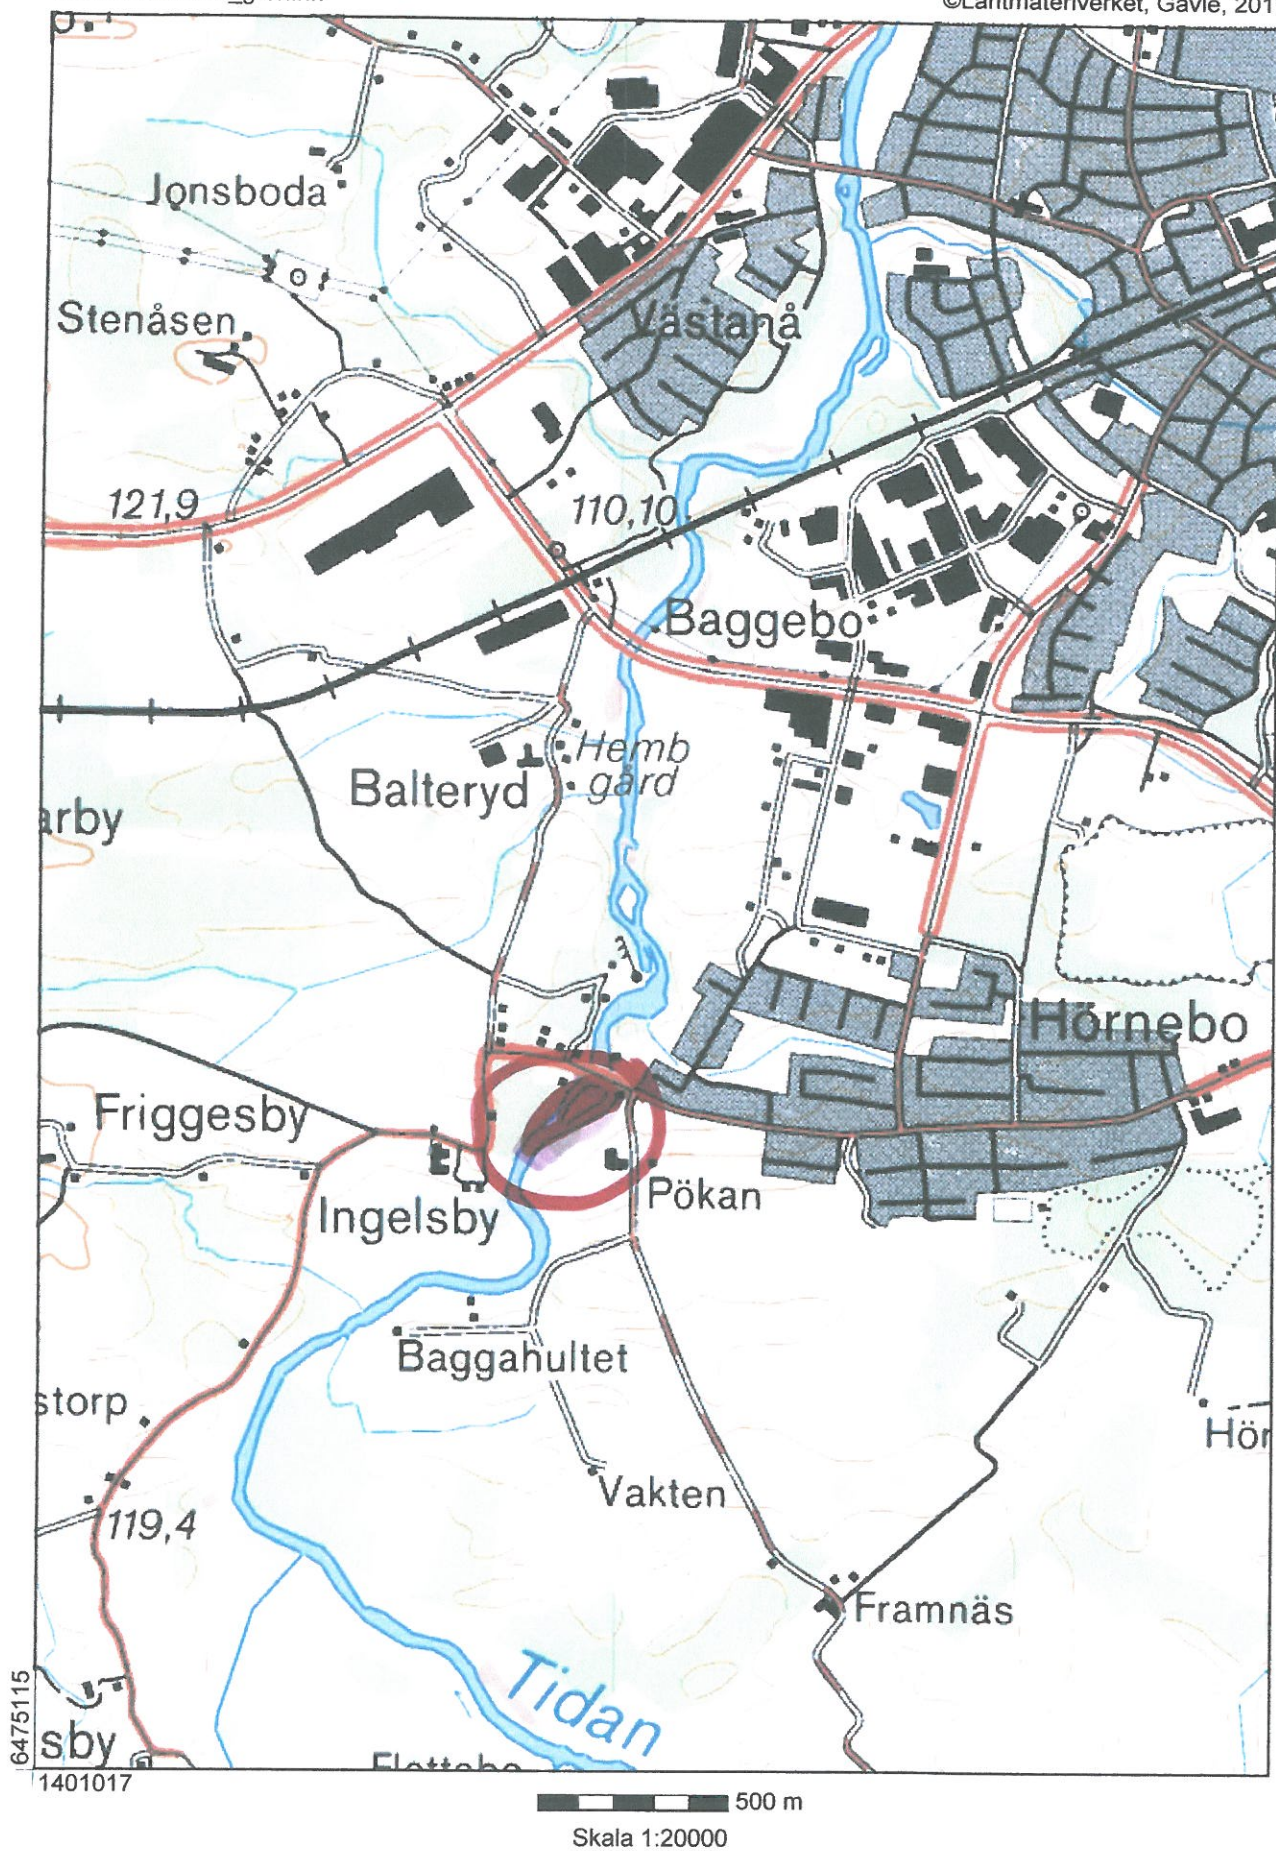 ©Lantmäteriverket, Gävle, 201
Jonsboda
Stenåsen
Västanå
121,9
110,10
Baggebo
Hemb
gård
Balteryd
arby
Hörnebo
Friggesby
Ingelsby
Pökan
Baggahultet
storp
Hör
Vakten
119,4
Framnäs
Tidan
6475115
sby
1401017
500 m
Skala 1:20000